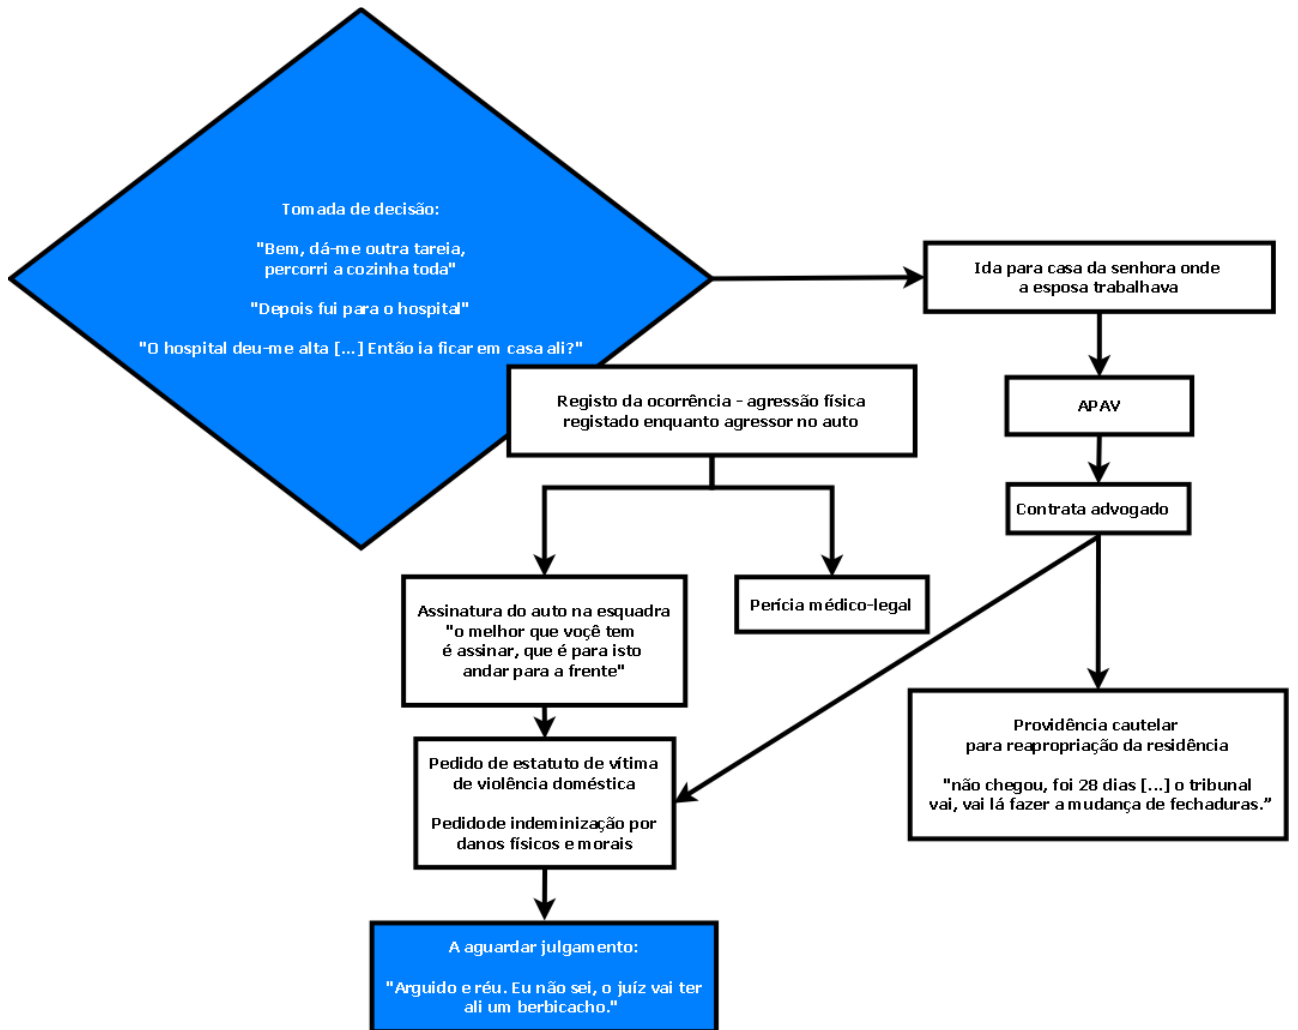 Tomada de decisão:
"Bem, dá-me outra tareia,
percorri a cozinha toda"
"Depois fui para o hospital"
"O hospital deu-me alta [...] Então ia ficar em casa ali?"
Ida para casa da senhora onde
a esposa trabalhava
Registo da ocorrência - agressão física
registado enquanto agressor no auto
APAV
Contrata advogado
Assinatura do auto na esquadra
"o melhor que voçê tem
é assinar, que é para isto
andar para a frente"
Perícia médico-legal
Providência cautelar
para reapropriação da residência
"não chegou, foi 28 dias [...] o tribunal
vai, vai lá fazer a mudança de fechaduras.”
Pedido de estatuto de vítima
de violência doméstica
Pedidode indeminização por
danos físicos e morais
A aguardar julgamento:
"Arguido e réu. Eu não sei, o juíz vai ter
ali um berbicacho."